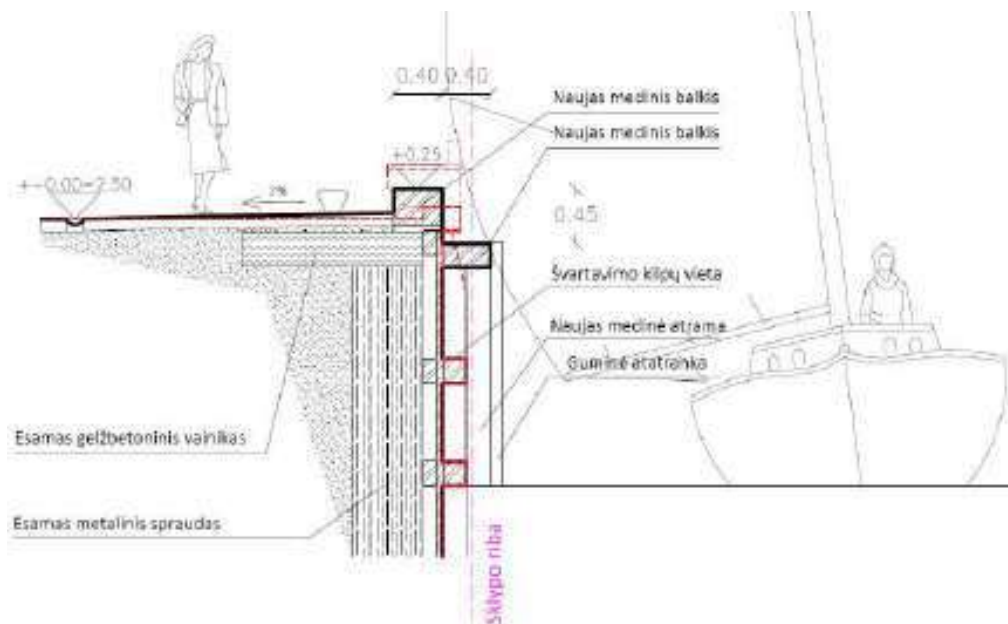 0.40 0.40
Naujas medinis balkis
Naujas medinis balkis
+0.25
+-0.00=2.50
2%
0.45
Švartavimo kilpų vieta
Naujas medinė atrama
Guminė atatranka
Esamas gelžbetoninis vainikas
Esamas metalinis spraudas
Sklypo riba